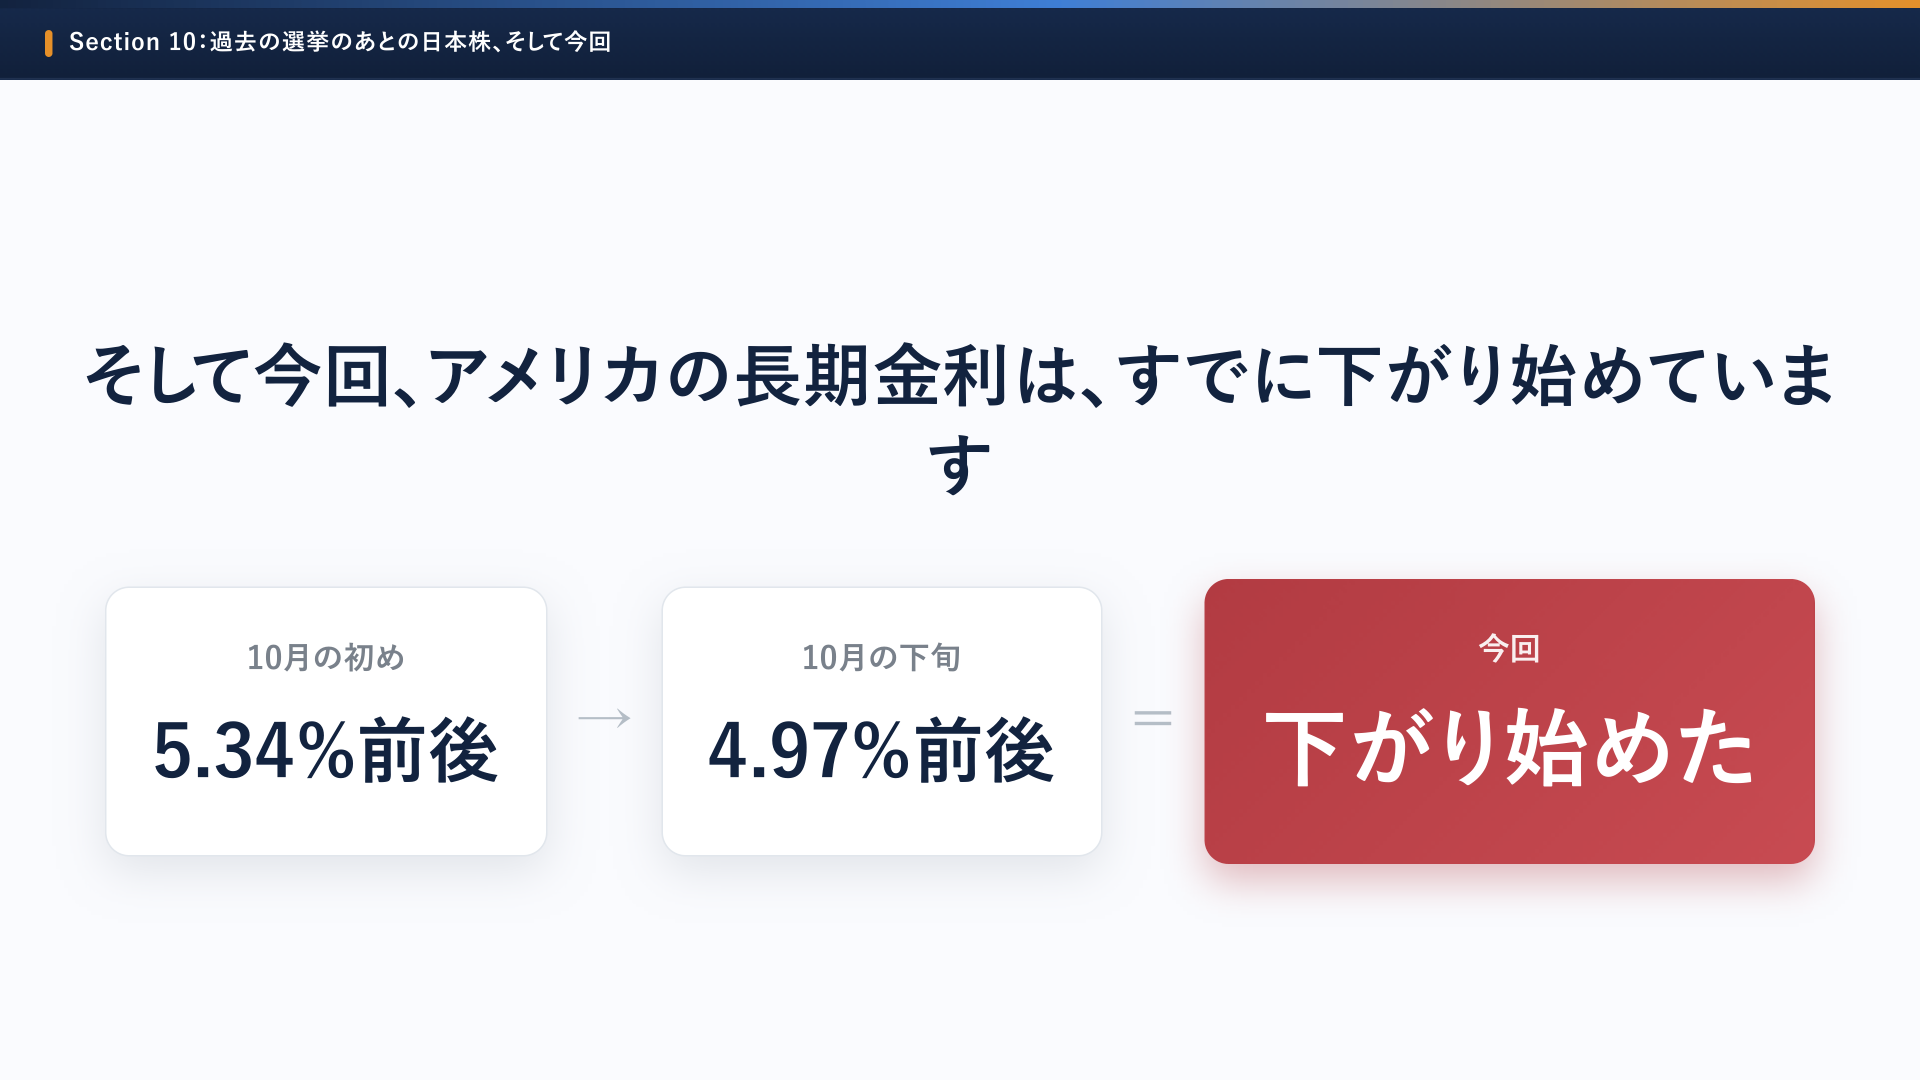 Section 10：過去の選挙のあとの日本株、そして今回
そして今回、アメリカの長期金利は、すでに下がり始めていま
す
10月の初め
5.34%前後
→
10月の下旬
4.97%前後
＝
今回
下がり始めた